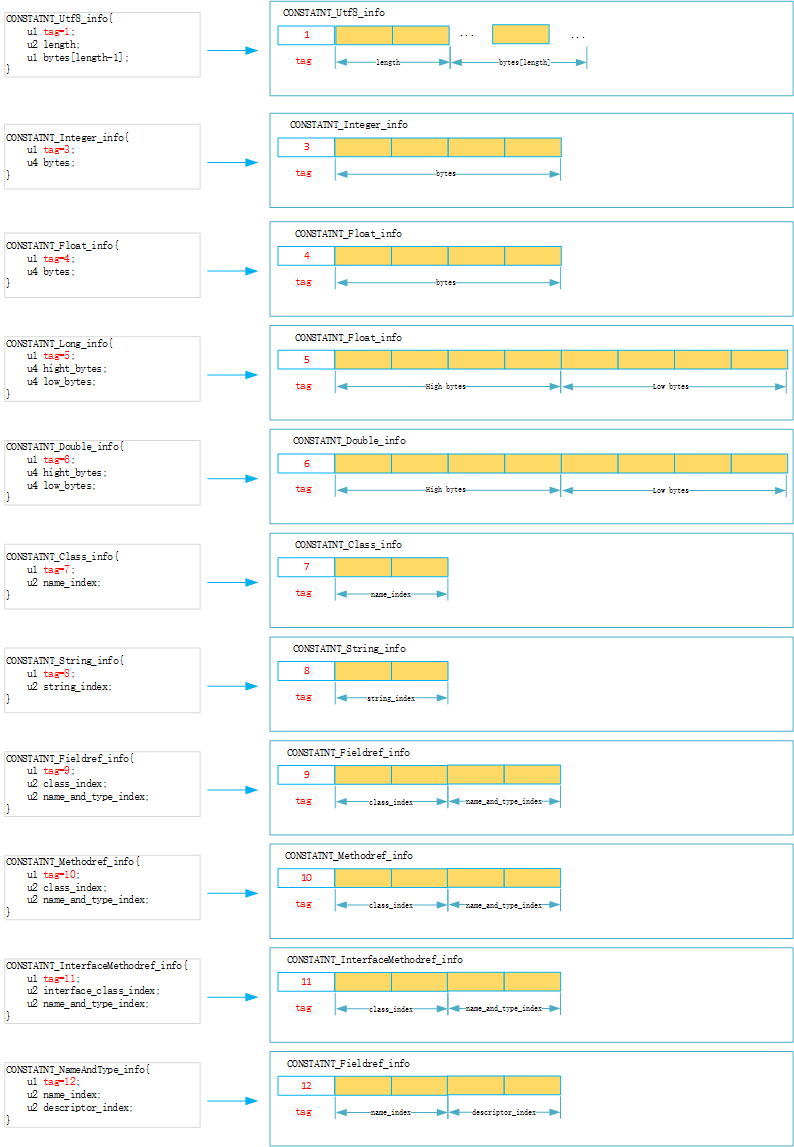 CONSTATNT_Utf8_info{
u1 tag=1;
u2 length;
u1 bytes[length-1];
}
CONSTATNT_Utf8_info
1
...
...
tag
length
bytes[length]
CONSTATNT_Integer_info{
u1 tag=3;
u4 bytes;
}
CONSTATNT_Integer_info
3
tag
bytes
CONSTATNT_Float_info{
u1 tag=4;
u4 bytes;
}
CONSTATNT_Float_info
4
tag
bytes
CONSTATNT_Long_info{
u1 tag=5;
u4 hight_bytes;
u4 low_bytes;
}
CONSTATNT_Float_info
5
tag
High bytes
Low bytes
CONSTATNT_Double_info{
u1 tag=6;
u4 hight_bytes;
u4 low_bytes;
}
CONSTATNT_Double_info
6
tag
High bytes
Low bytes
CONSTATNT_Class_info{
u1 tag=7;
u2 name_index;
}
CONSTATNT_Class_info
7
tag
name_index
CONSTATNT_String_info{
u1 tag=8;
u2 string_index;
}
CONSTATNT_String_info
8
tag
string_index
CONSTATNT_Fieldref_info{
u1 tag=9;
u2 class_index;
u2 name_and_type_index;
}
CONSTATNT_Fieldref_info
9
tag
class_index
name_and_type_index
CONSTATNT_Methodref_info{
u1 tag=10;
u2 class_index;
u2 name_and_type_index;
}
CONSTATNT_Methodref_info
10
tag
class_index
name_and_type_index
CONSTATNT_InterfaceMethodref_info{
u1 tag=11;
u2 interface_class_index;
u2 name_and_type_index;
}
CONSTATNT_InterfaceMethodref_info
11
tag
class_index
name_and_type_index
CONSTATNT_NameAndType_info{
u1 tag=12;
u2 name_index;
u2 descriptor_index;
}
CONSTATNT_Fieldref_info
12
tag
name_index
descriptor_index